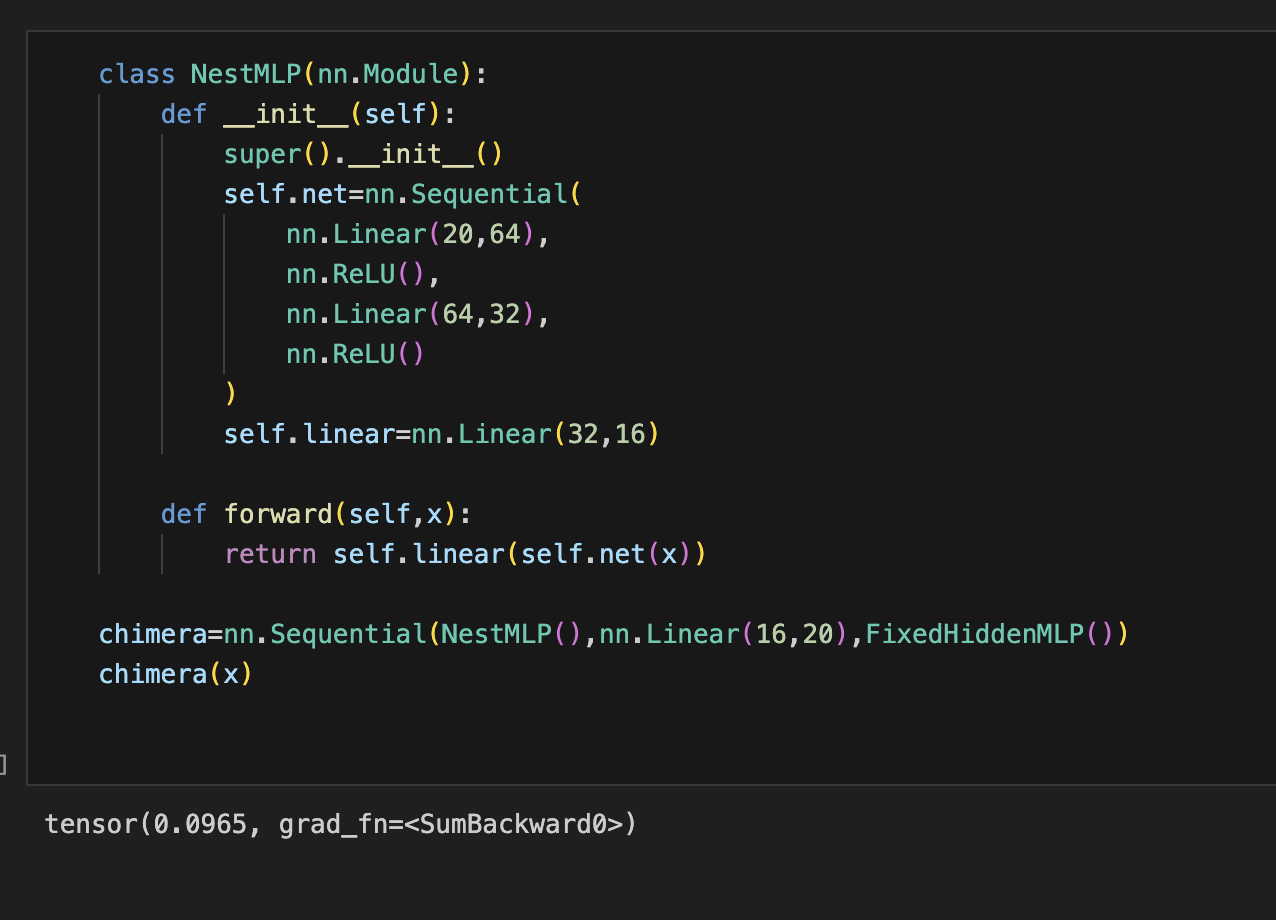 class NestMLP(nn.Module):
    def __init__(self):
        super().__init__()
        self.net=nn.Sequential(
            nn.Linear(20,64),
            nn.ReLU(),
            nn.Linear(64,32),
            nn.ReLU()
        )
        self.linear=nn.Linear(32,16)

    def forward(self,x):
        return self.linear(self.net(x))

chimera=nn.Sequential(NestMLP(),nn.Linear(16,20),FixedHiddenMLP())
chimera(x)
]
tensor(0.0965, grad_fn=<SumBackward0>)